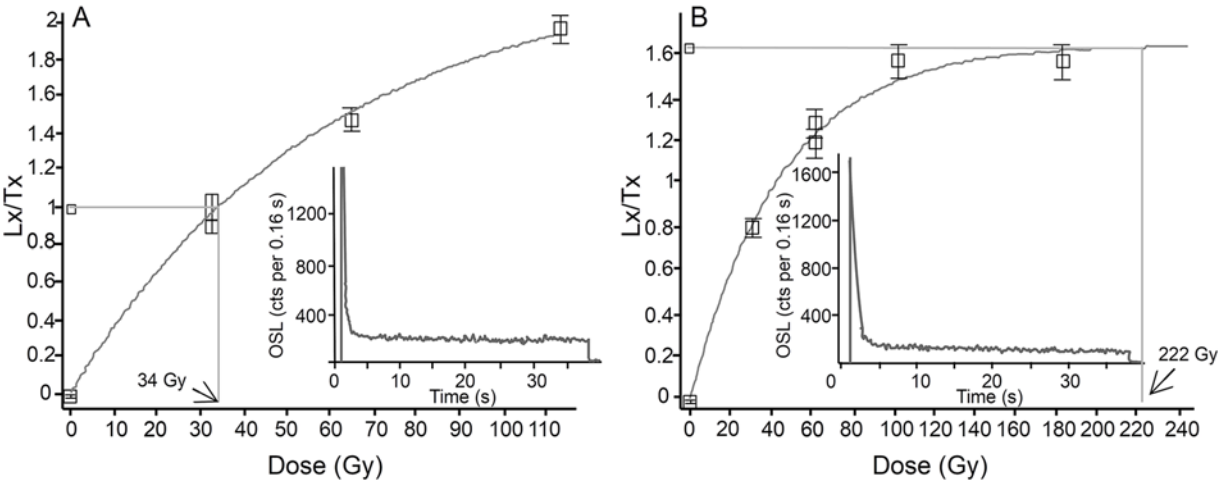 A
Lx/Tx
2
1.8
1.6
1.4
1.2
1
0.8
0.6
0.4
0.2
0
0 10 20 30 40 50 60 70 80 90 100 110
Dose (Gy)
34 Gy
OSL (cts per 0.16 s)
1200
800
400
0 10 20 30
Time (s)
B
Lx/Tx
1.6
1.4
1.2
1
0.8
0.6
0.4
0.2
0
0 20 40 60 80 100 120 140 160 180 200 220 240
Dose (Gy)
222 Gy
OSL (cts per 0.16 s)
1600
1200
800
400
0 10 20 30 0
Time (s)